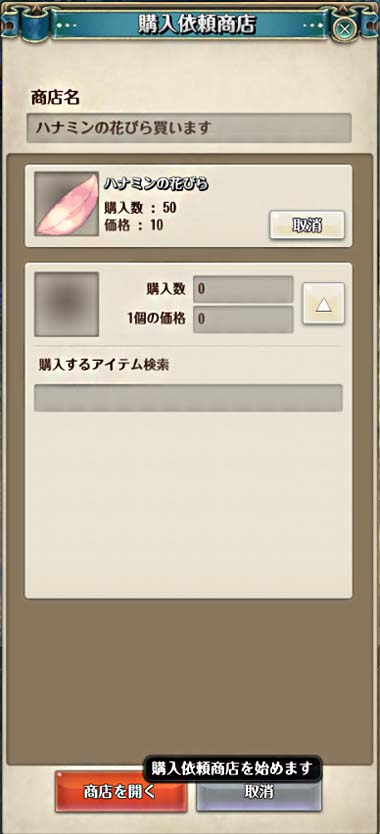 購入依頼商店
商店名
ハナミンの花びら買います
ハナミンの花びら
購入数 : 50
価格 : 10
取消
購入数 0
1個の価格 0
△
購入するアイテム検索
購入依頼商店を始めます
商店を開く
取消